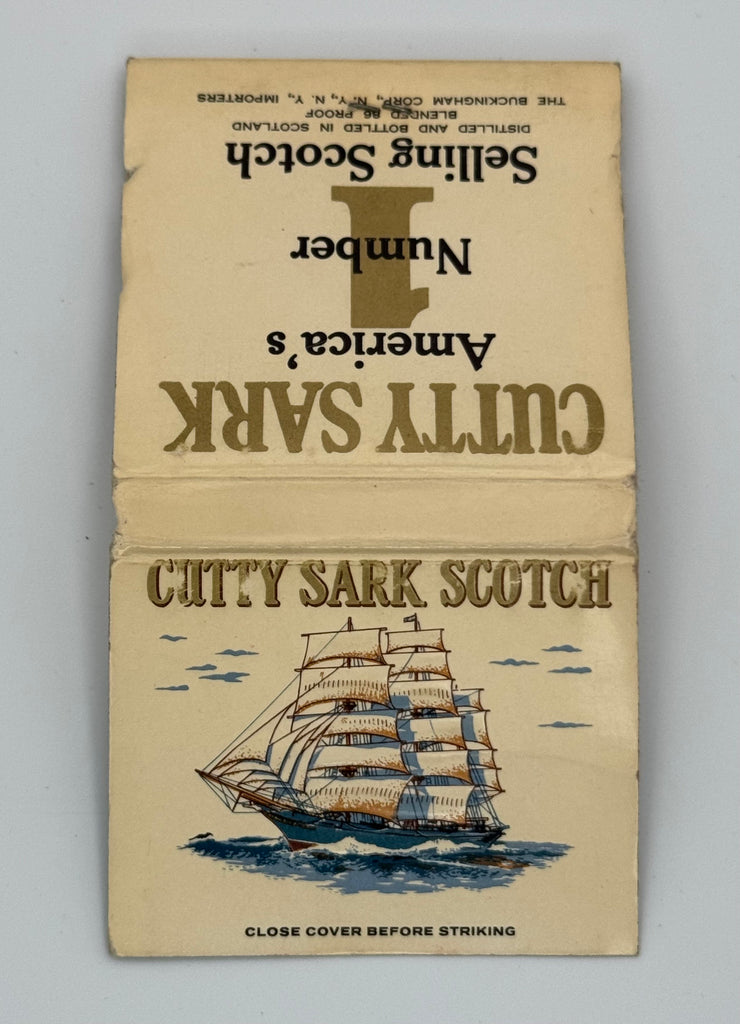 CUTTY SARK
America's
Number
1
Selling Scotch
DISTILLED AND BOTTLED IN SCOTLAND
BLENDED 86 PROOF
THE BUCKINGHAM CORP., N. Y., N. Y., IMPORTERS
CUTTY SARK SCOTCH
CLOSE COVER BEFORE STRIKING